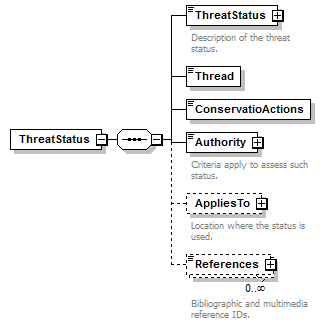 ThreatStatus
Description of the threat
status.
Thread
ConservatioActions
ThreatStatus
Authority
Criteria apply to assess such
status.
AppliesTo
Location where the status is
used.
References
0..∞
Bibliographic and multimedia
reference IDs.